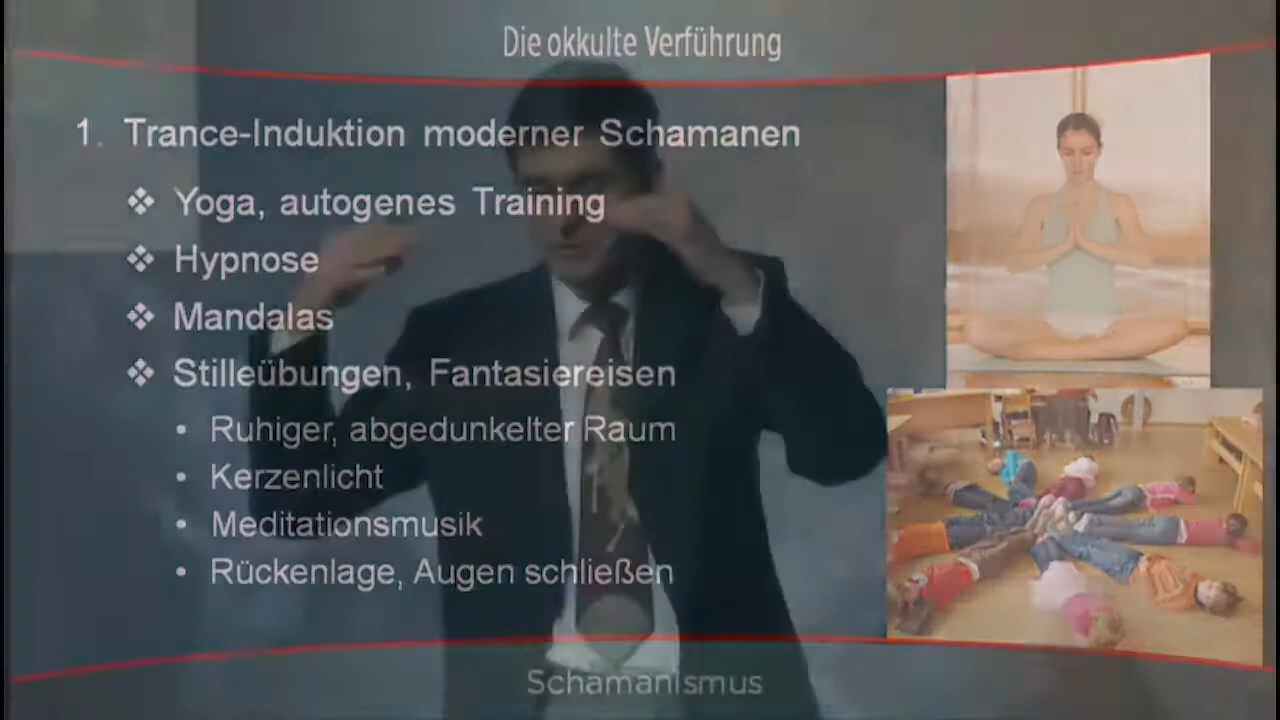 Die okkulte Verführung
1. Trance-Induktion moderner Schamanen
❖ Yoga, autogenes Training
❖ Hypnose
❖ Mandalas
❖ Stilleübungen, Fantasiereisen
• Ruhiger, abgedunkelter Raum
• Kerzenlicht
• Meditationsmusik
• Rückenlage, Augen schließen
Schamanismus